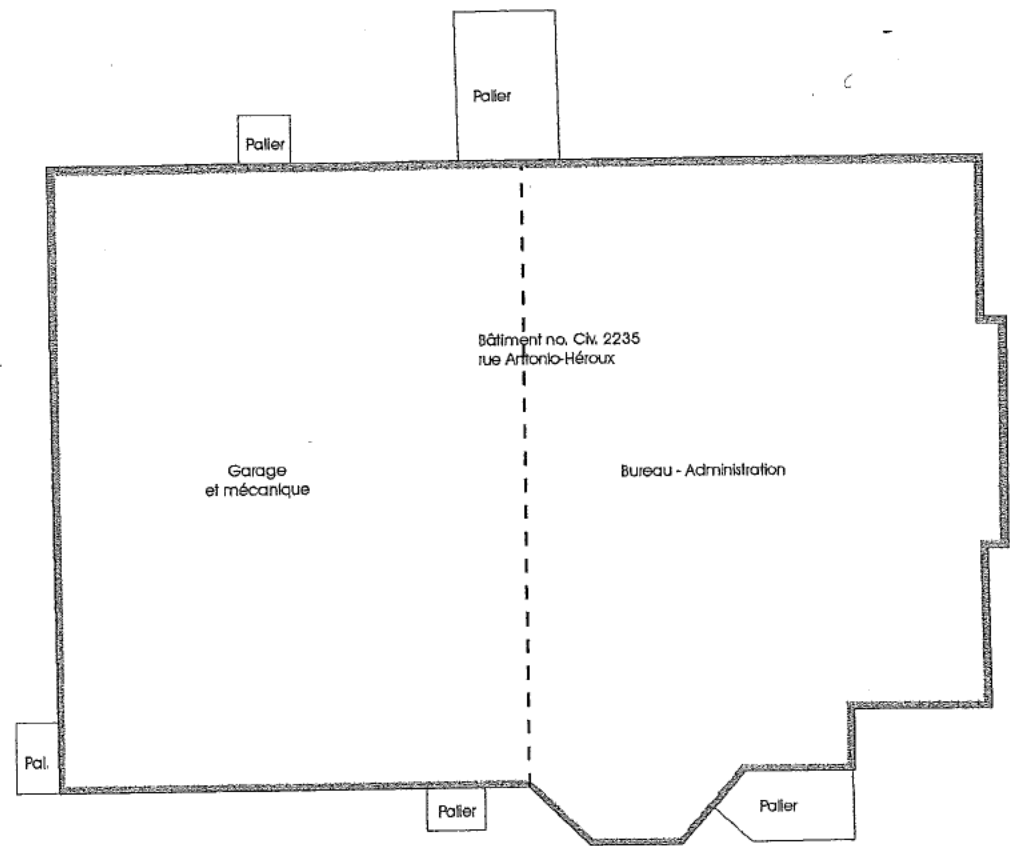 Palier
Palier
Bâtiment no. Civ. 2235
rue Antonio-Héroux
Garage
et mécanique
Bureau - Administration
Pal.
Palier
Palier